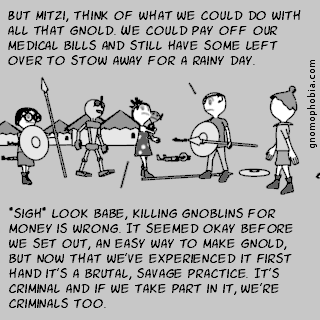 BUT MITZI, THINK OF WHAT WE COULD DO WITH
ALL THAT GNOLD. WE COULD PAY OFF OUR
MEDICAL BILLS AND STILL HAVE SOME LEFT
OVER TO STOW AWAY FOR A RAINY DAY.
gnomophobia.com
*SIGH* LOOK BABE, KILLING GNOBLINS FOR
MONEY IS WRONG. IT SEEMED OKAY BEFORE
WE SET OUT, AN EASY WAY TO MAKE GNOLD,
BUT NOW THAT WE'VE EXPERIENCED IT FIRST
HAND IT'S A BRUTAL, SAVAGE PRACTICE. IT'S
CRIMINAL AND IF WE TAKE PART IN IT, WE'RE
CRIMINALS TOO.